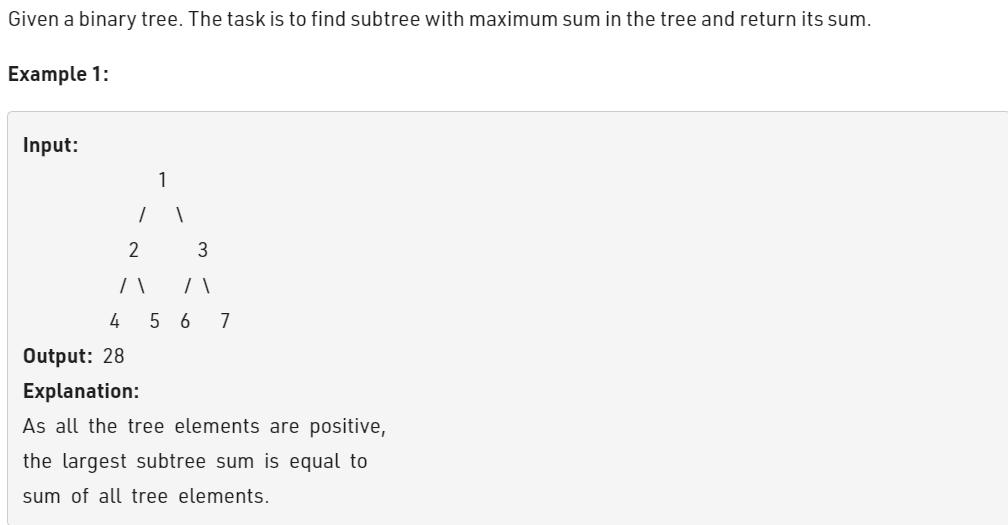 Given a binary tree. The task is to find subtree with maximum sum in the tree and return its sum.
Example 1:
Input:
1
/ \
2 3
/ \ / \
4 5 6 7
Output: 28
Explanation:
As all the tree elements are positive,
the largest subtree sum is equal to
sum of all tree elements.